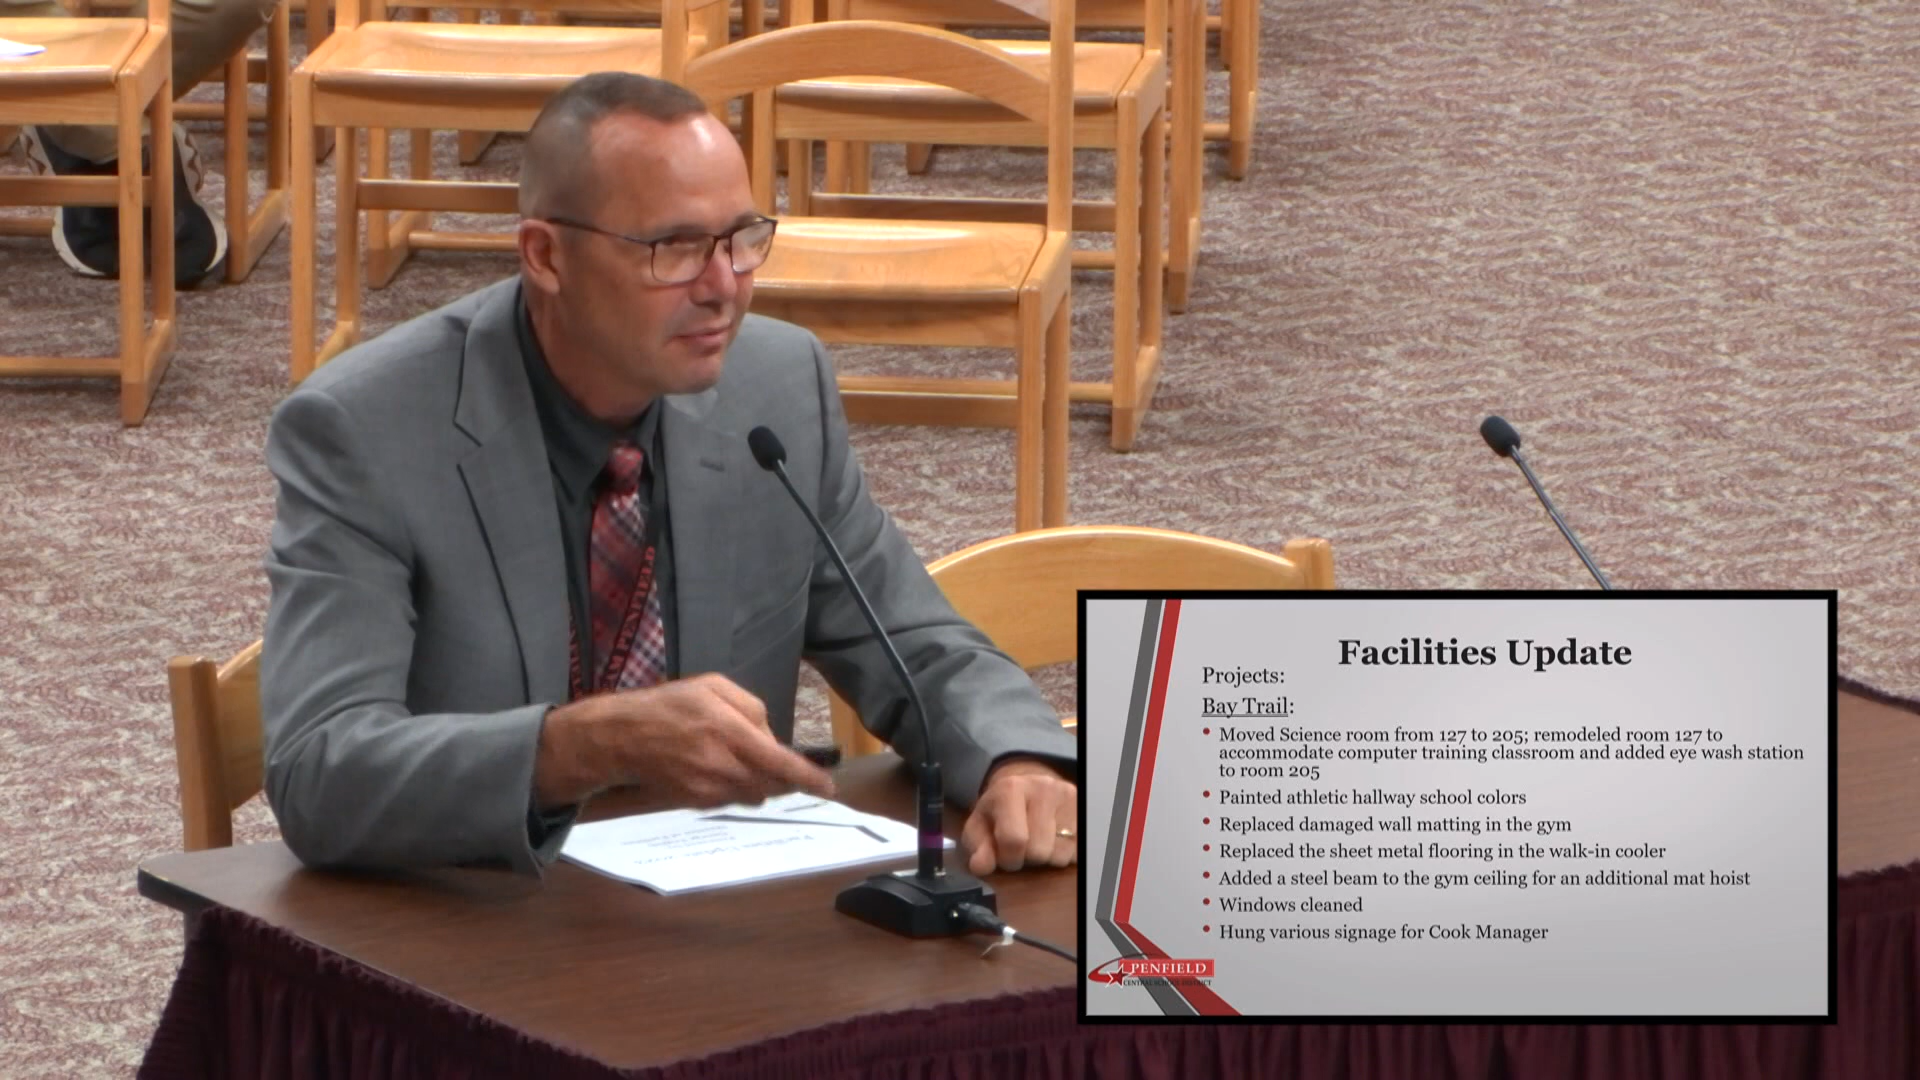 TEAM PENFIELD
Facilities Update
Projects:
Bay Trail:
• Moved Science room from 127 to 205; remodeled room 127 to
accommodate computer training classroom and added eye wash station
to room 205
• Painted athletic hallway school colors
• Replaced damaged wall matting in the gym
• Replaced the sheet metal flooring in the walk-in cooler
• Added a steel beam to the gym ceiling for an additional mat hoist
• Windows cleaned
• Hung various signage for Cook Manager
PENFIELD
CENTRAL SCHOOL DISTRICT